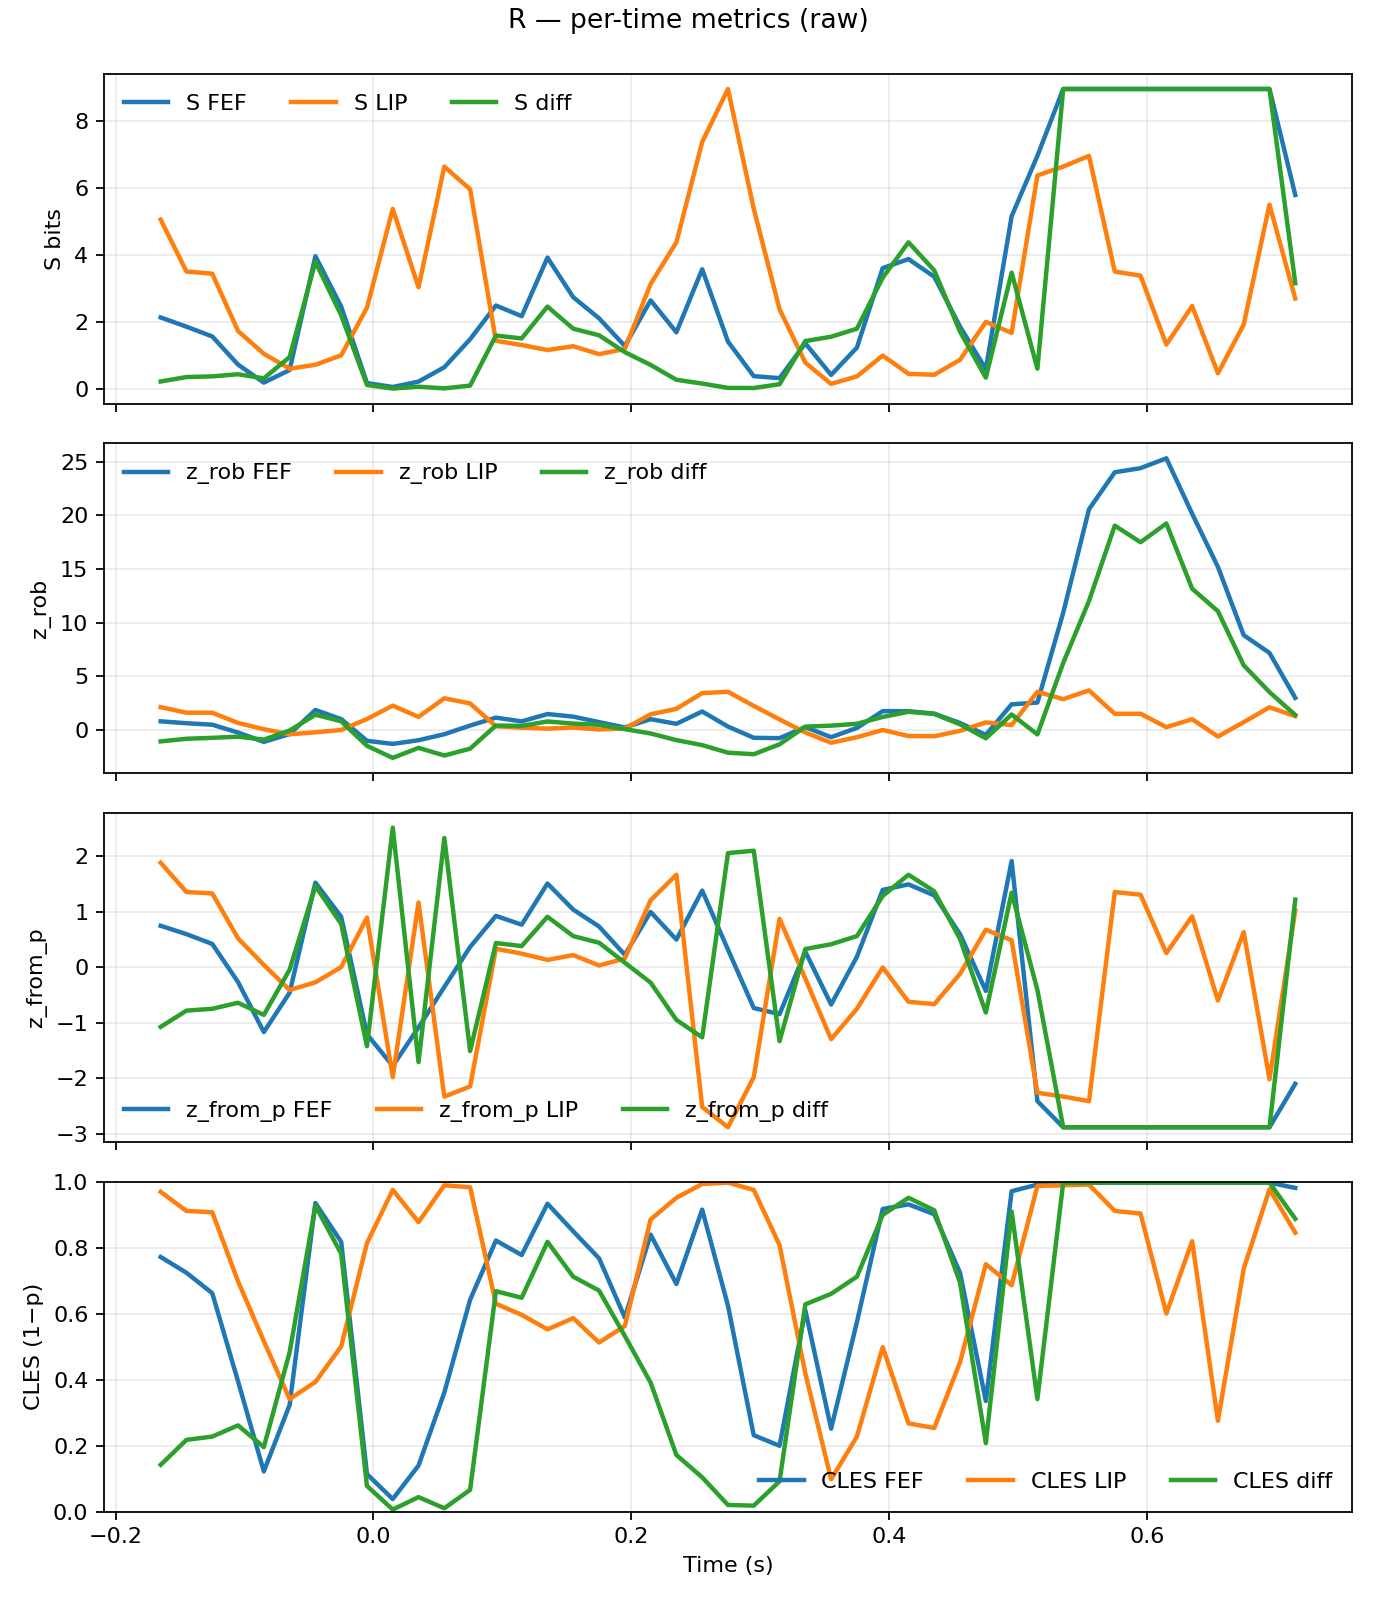 R — per-time metrics (raw)
S FEF S LIP S diff
8
6
4
2
0
S bits
z_rob FEF z_rob LIP z_rob diff
25
20
15
10
5
0
z_rob
2
1
0
−1
−2
−3
z_from_p
z_from_p FEF z_from_p LIP z_from_p diff
1.0
0.8
0.6
0.4
0.2
0.0
CLES (1−p)
CLES FEF CLES LIP CLES diff
−0.2 0.0 0.2 0.4 0.6
Time (s)